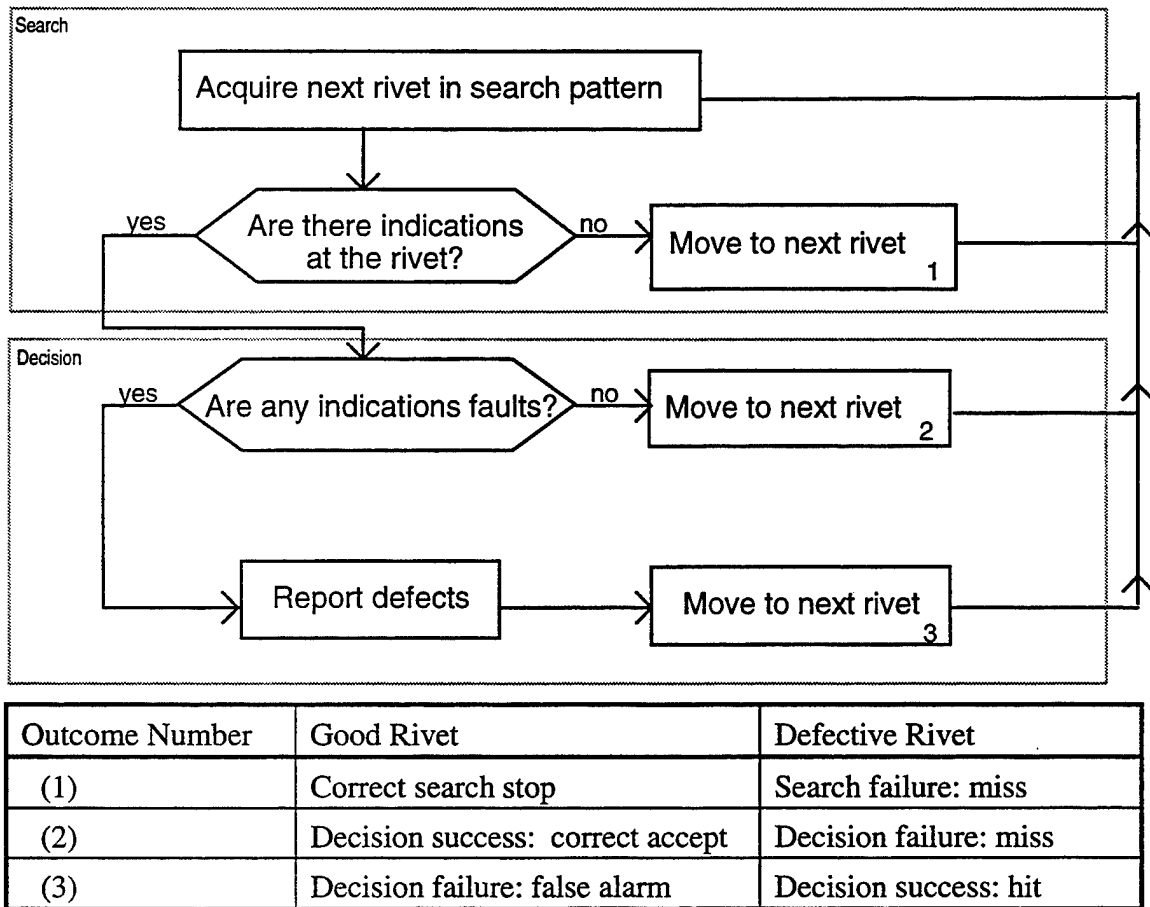 Search
Acquire next rivet in search pattern
yes
Are there indications
at the rivet?
no
Move to next rivet
1
Decision
yes
Are any indications faults?
no
Move to next rivet
2
Report defects
Move to next rivet
3
Outcome Number Good Rivet Defective Rivet
(1) Correct search stop Search failure: miss
(2) Decision success: correct accept Decision failure: miss
(3) Decision failure: false alarm Decision success: hit